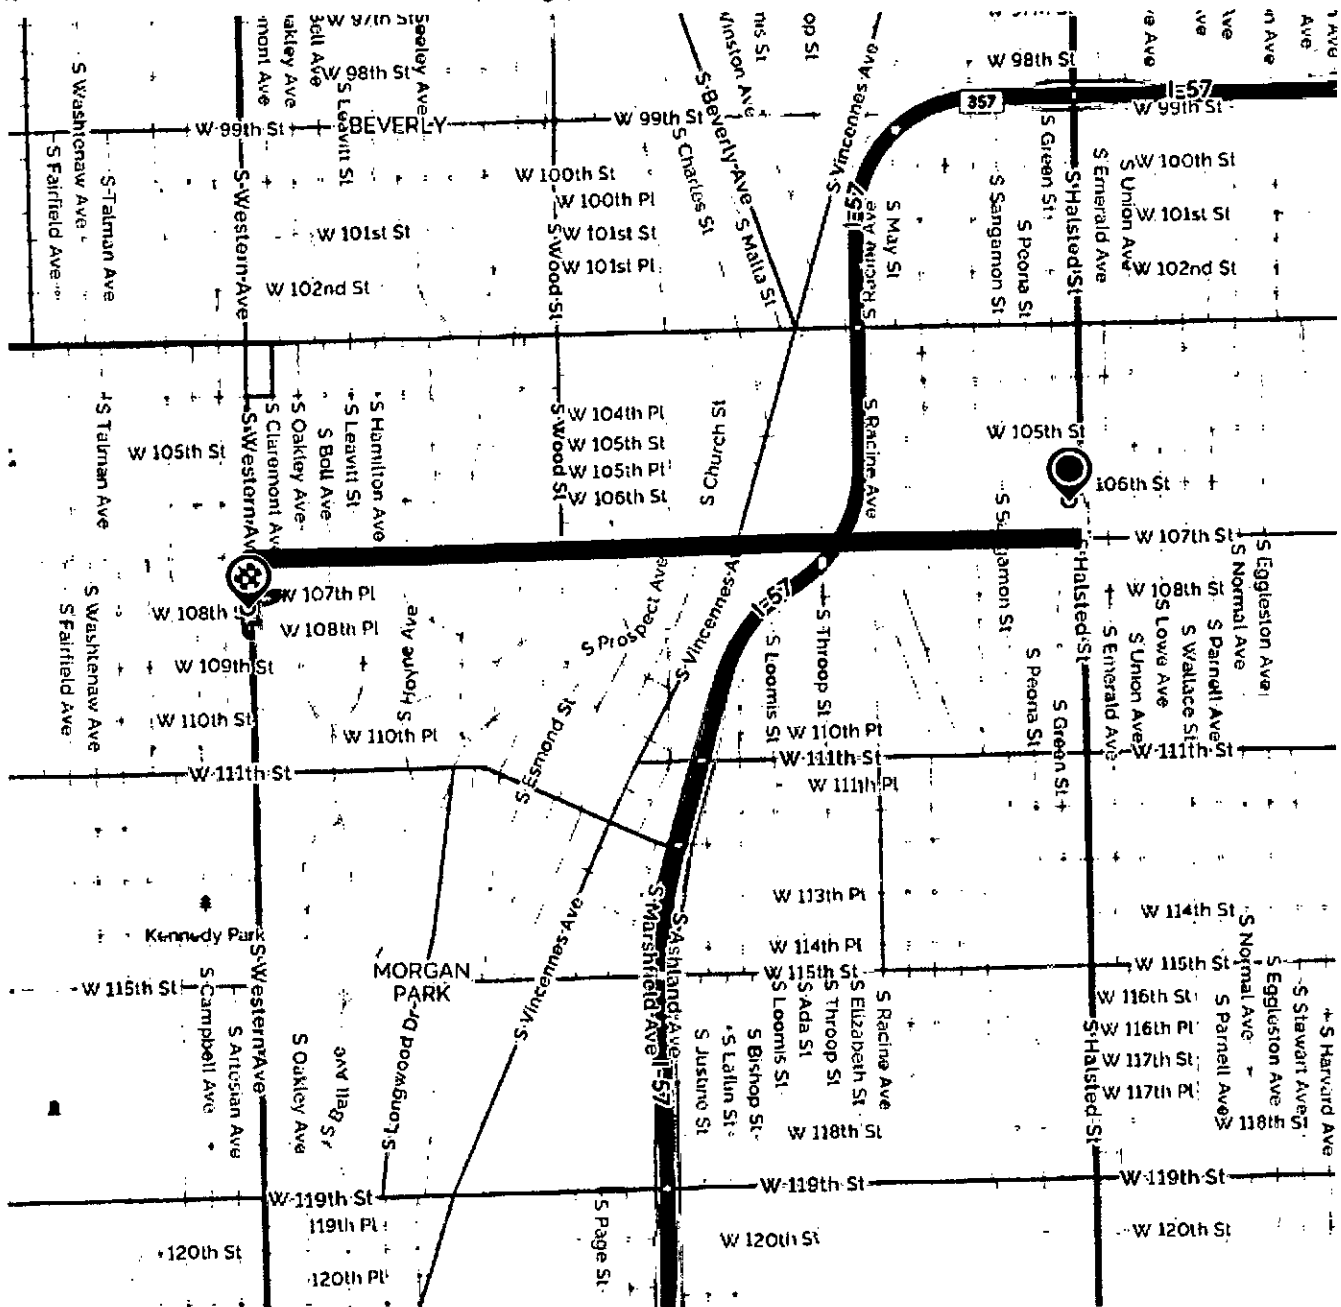 W 98th St
W 98th St
S Washtenaw Ave
S Leavitt St
S Beverly Ave
S Vincennes Ave
357
I-57
W 99th St
BEVERLY
W 99th St
W 99th St
S Charles St
S Green St
S Fairfield Ave
S Talman Ave
S Western Ave
W 100th St
W 100th Pl
W 101st St
W 101st St
W 101st Pl
W 102nd St
S Wood St
S Malta St
I-57
S Racine Ave
S May St
S Sangamon St
S Peoria St
S Halsted St
S Emerald Ave
S Union Ave
W 100th St
W 101st St
W 102nd St
S Talman Ave
W 105th St
S Western Ave
S Claremont Ave
S Oakley Ave
S Bell Ave
S Leavitt St
S Hamilton Ave
S Wood St
W 104th Pl
W 105th St
W 105th Pl
W 106th St
S Church St
S Racine Ave
W 105th St
106th St
S Sangamon St
W 107th St
S Washtenaw Ave
S Fairfield Ave
W 108th St
W 107th Pl
W 108th Pl
W 109th St
W 110th St
S Hoyne Ave
W 110th Pl
S Prospect Ave
S Vincennes Ave
I-57
S Esmond St
S Loomis St
S Throop St
S Halsted St
W 108th St
S Normal Ave
S Eggleston Ave
S Peoria St
S Green St
S Emerald Ave
S Union Ave
S Lowe Ave
S Wallace St
S Parnell Ave
W 110th Pl
W 111th St
W 111th St
W 111th Pl
W 111th St
Kennedy Park
W 113th Pl
W 114th St
W 114th Pl
MORGAN
PARK
W 115th St
W 115th St
W 115th St
S Campbell Ave
S Artesian Ave
S Western Ave
S Oakley Ave
S Bell Ave
S Longwood Dr
S Vincennes Ave
S Marshfield Ave
S Ashland Ave
I-57
S Justine St
S Laflin St
S Bishop St
S Loomis St
S Ada St
S Throop St
S Elizabeth St
S Racine Ave
S Halsted St
W 116th St
W 116th Pl
W 117th St
W 117th Pl
W 118th St
W 118th St
S Parnell Ave
S Normal Ave
S Eggleston Ave
S Stewart Ave
S Harvard Ave
W 119th St
W 119th St
W 119th St
119th Pl
120th St
120th Pl
S Page St
W 120th St
W 120th St